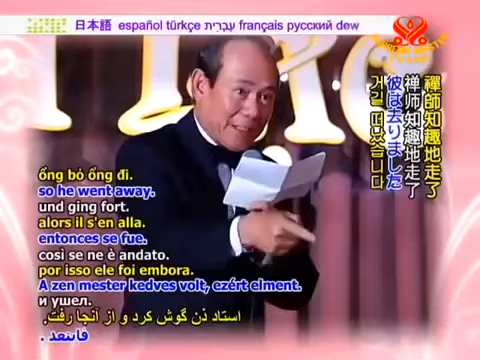 日本語 español türkçe עברית français русский dew
ổng bỏ ổng đi.
so he went away.
und ging fort.
alors il s'en alla.
entonces se fue.
così se ne è andato.
por isso ele foi embora.
A zen mester kedves volt, ezért elment.
и ушел.
استاد ذن گوش کرد و از آنجا رفت.
فابتعد .
禪師知趣地走了
禅师知趣地走了
彼は去りました